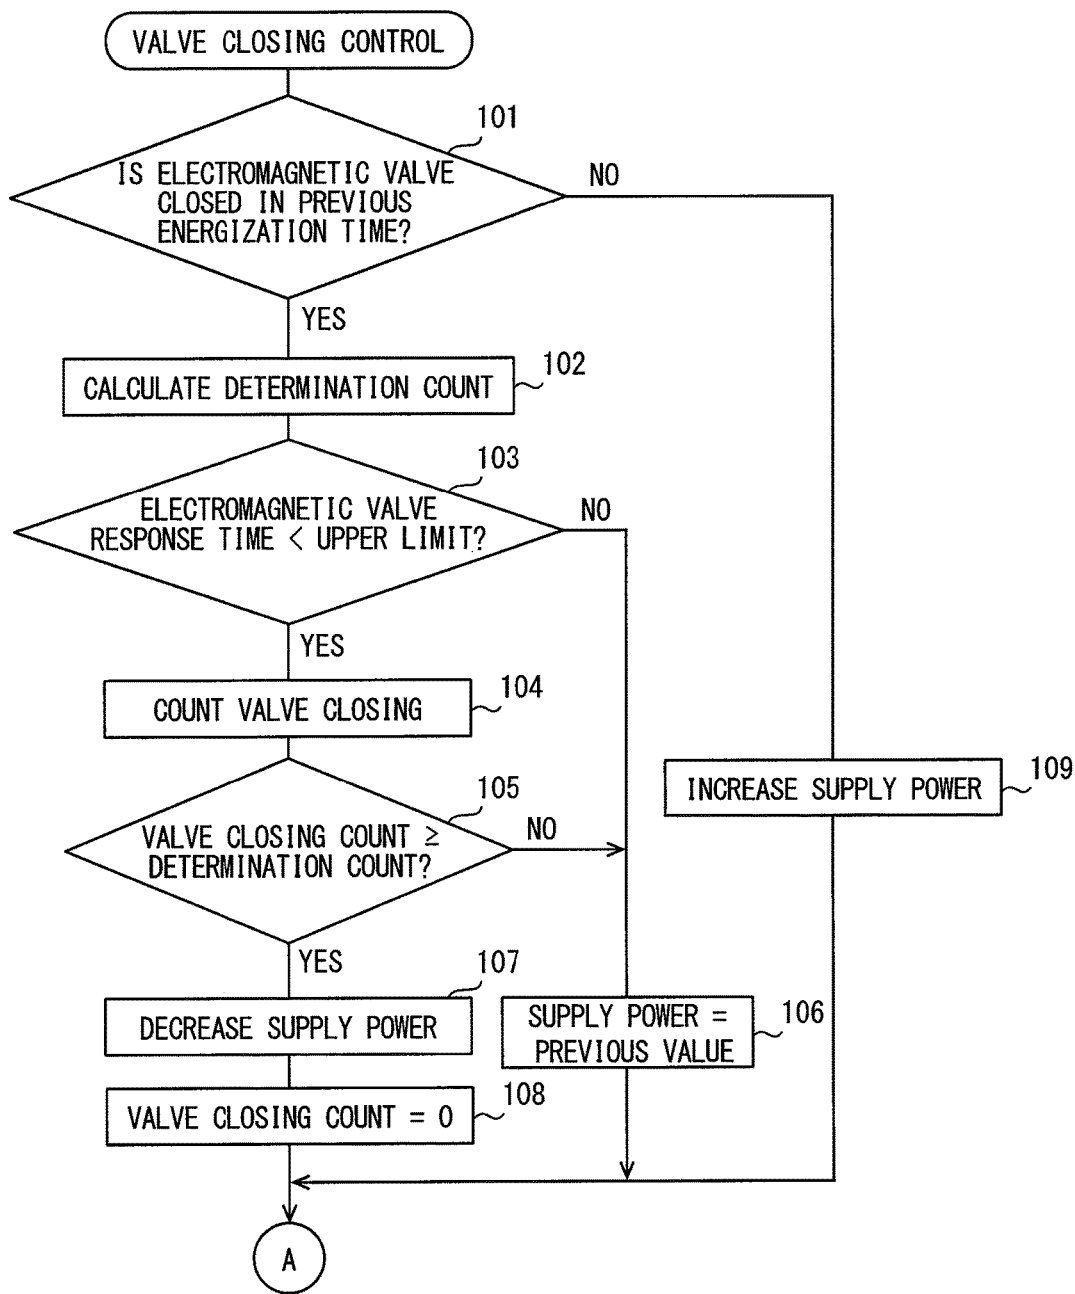 VALVE CLOSING CONTROL
101
IS ELECTROMAGNETIC VALVE
CLOSED IN PREVIOUS
ENERGIZATION TIME?
NO
YES
CALCULATE DETERMINATION COUNT
102
103
ELECTROMAGNETIC VALVE
RESPONSE TIME < UPPER LIMIT?
NO
YES
COUNT VALVE CLOSING
104
105
VALVE CLOSING COUNT ≥
DETERMINATION COUNT?
NO
INCREASE SUPPLY POWER
109
YES
107
DECREASE SUPPLY POWER
SUPPLY POWER =
PREVIOUS VALUE
106
VALVE CLOSING COUNT = 0
108
A